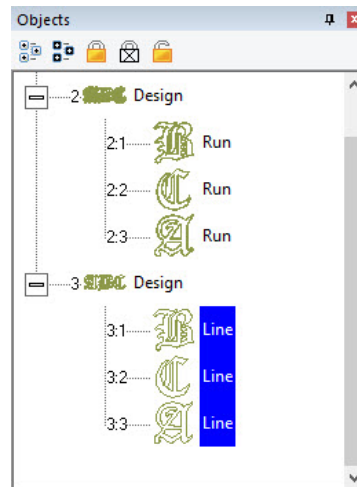 Objects
2 Design
2:1 B Run
2:2 C Run
2:3 A Run
3 Design
3:1 B Line
3:2 C Line
3:3 A Line